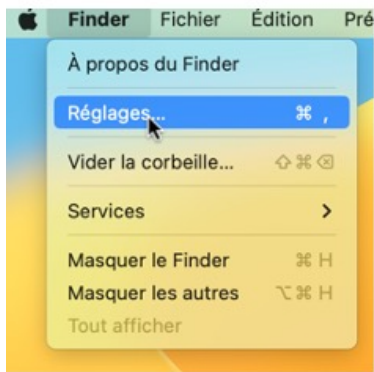 Finder Fichier Édition Pré
À propos du Finder
Réglages... ⌘ ,
Vider la corbeille... ⇧ ⌘ ⌫
Services >
Masquer le Finder ⌘ H
Masquer les autres ⌥ ⌘ H
Tout afficher